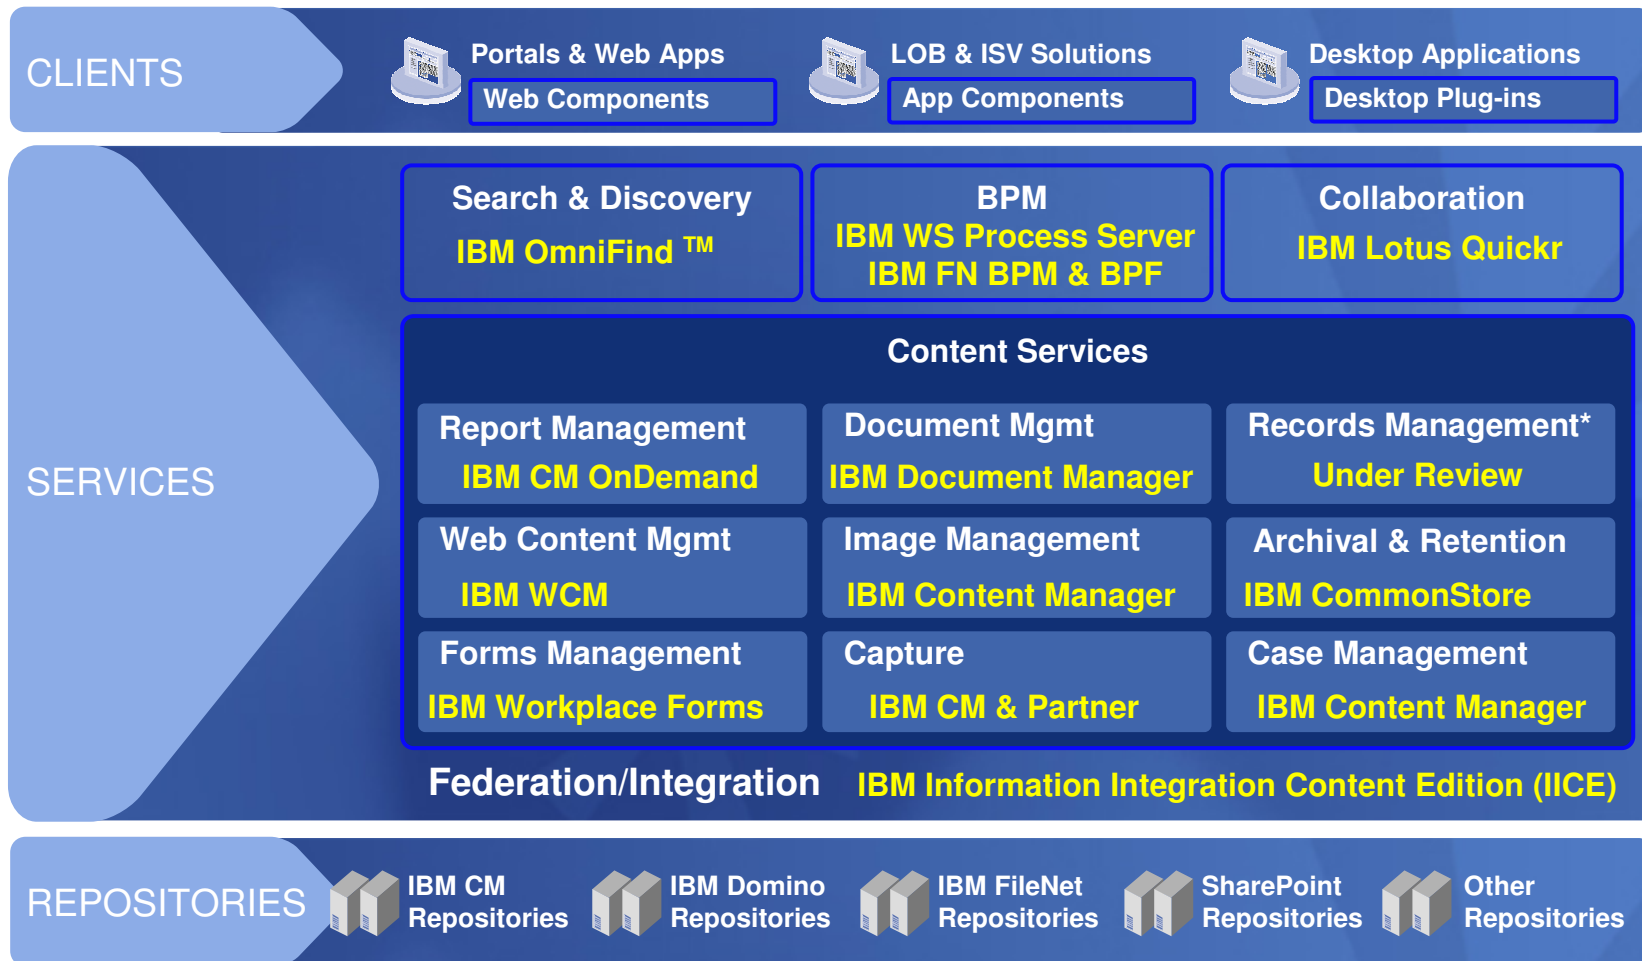 CLIENTS
Portals & Web Apps
Web Components
LOB & ISV Solutions
App Components
Desktop Applications
Desktop Plug-ins
SERVICES
Search & Discovery
IBM OmniFind ™
BPM
IBM WS Process Server
IBM FN BPM & BPF
Collaboration
IBM Lotus Quickr
Content Services
Report Management
IBM CM OnDemand
Document Mgmt
IBM Document Manager
Records Management*
Under Review
Web Content Mgmt
IBM WCM
Image Management
IBM Content Manager
Archival & Retention
IBM CommonStore
Forms Management
IBM Workplace Forms
Capture
IBM CM & Partner
Case Management
IBM Content Manager
Federation/Integration
IBM Information Integration Content Edition (IICE)
REPOSITORIES
IBM CM
Repositories
IBM Domino
Repositories
IBM FileNet
Repositories
SharePoint
Repositories
Other
Repositories